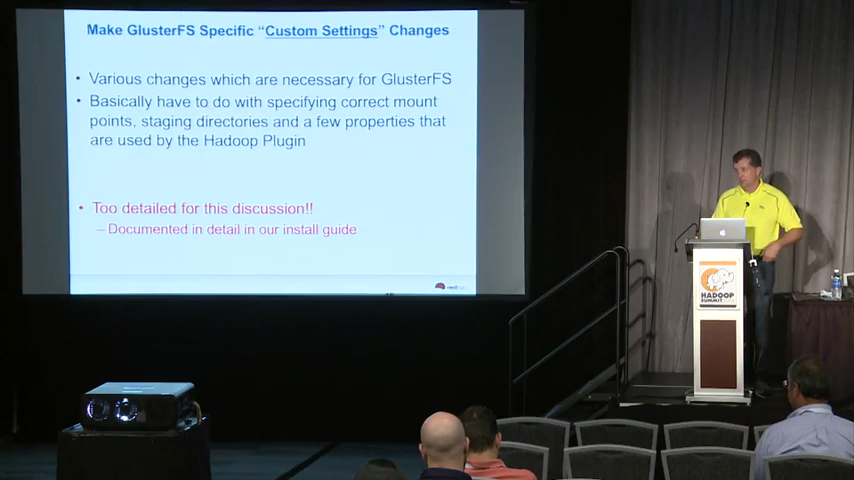 Make GlusterFS Specific “Custom Settings” Changes
• Various changes which are necessary for GlusterFS
• Basically have to do with specifying correct mount
points, staging directories and a few properties that
are used by the Hadoop Plugin
• Too detailed for this discussion!!
– Documented in detail in our install guide
HADOOP
SUMMIT